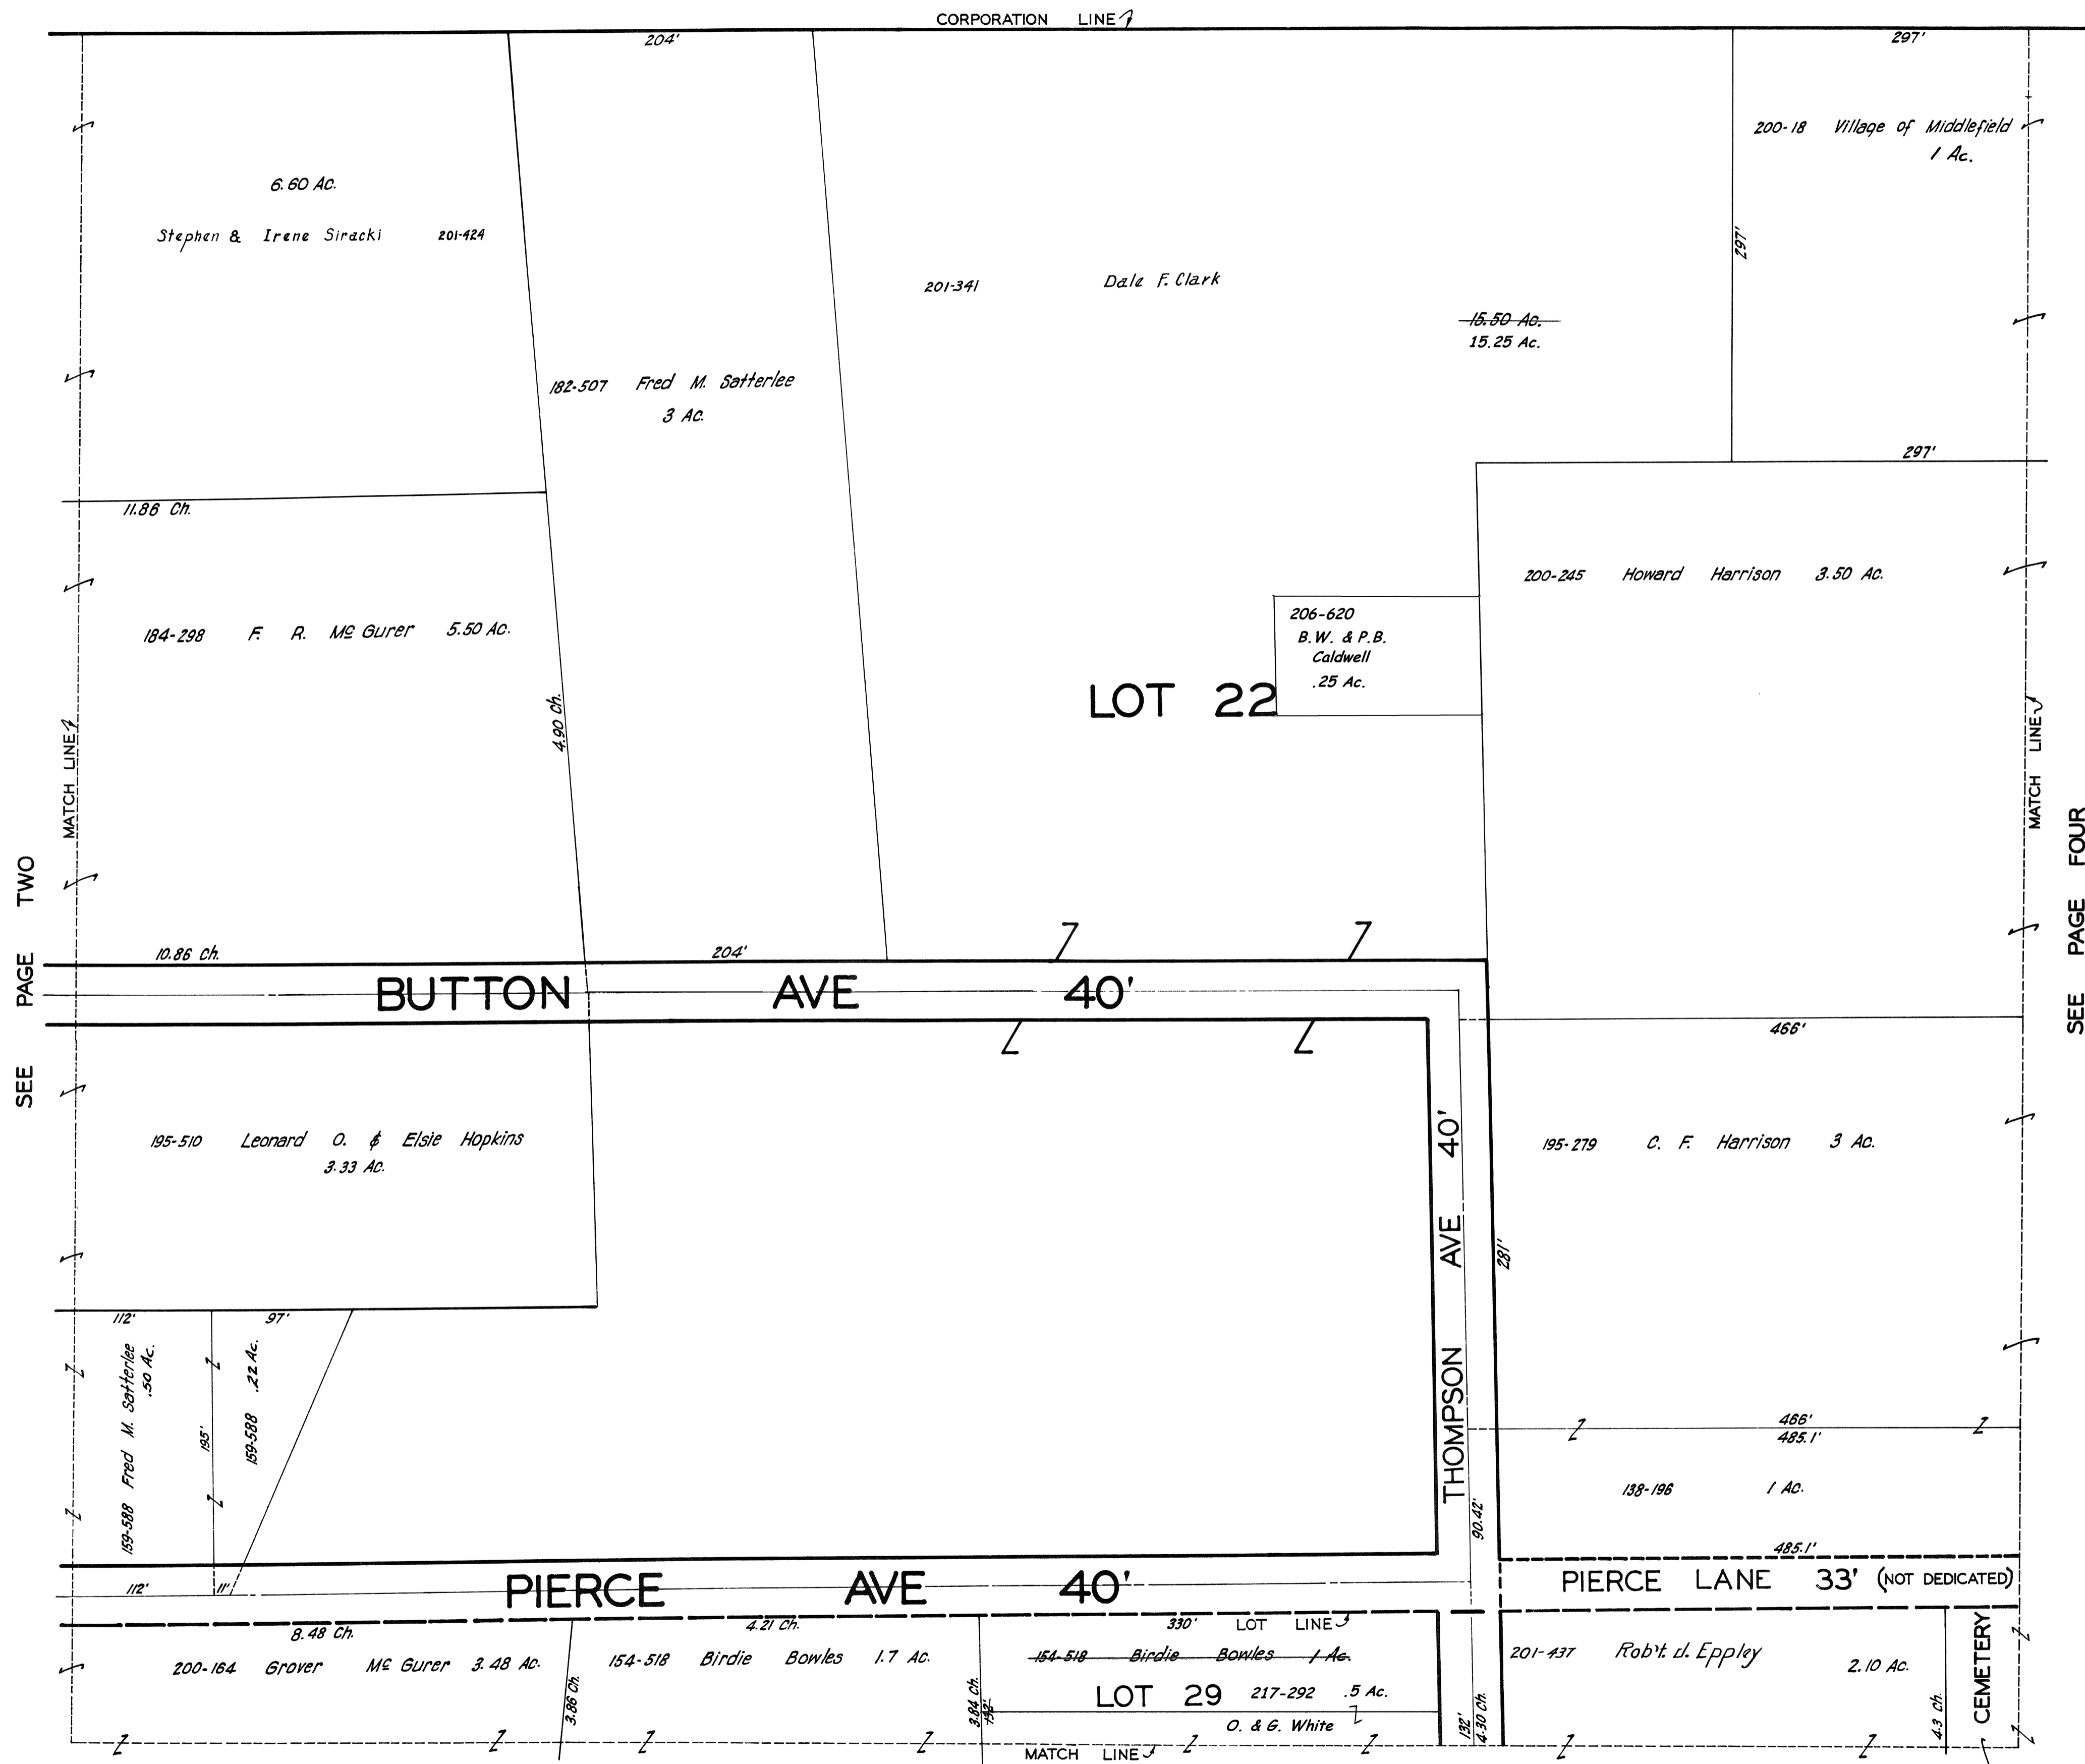 CORPORATION LINE
204'
297'
200-18 Village of Middlefield
1 Ac.
6.60 Ac.
Stephen & Irene Siracki 201-424
297'
201-341 Dale F. Clark
15.50 Ac.
15.25 Ac.
182-507 Fred M. Satterlee
3 Ac.
297'
11.86 Ch.
200-245 Howard Harrison 3.50 Ac.
206-620
B.W. & P.B.
Caldwell
.25 Ac.
184-298 F. R. Mc Gurer 5.50 Ac.
4.90 Ch.
LOT 22
MATCH LINE
MATCH LINE
SEE PAGE TWO
SEE PAGE FOUR
10.86 Ch.
204'
BUTTON AVE 40'
466'
195-510 Leonard O. & Elsie Hopkins
3.33 Ac.
THOMPSON AVE 40'
195-279 C. F. Harrison 3 Ac.
281'
112'
97'
159-588 Fred M. Satterlee
.50 Ac.
195'
159-588 .22 Ac.
466'
485.1'
138-196 1 Ac.
90.42'
485.1'
112'
11'
PIERCE AVE 40'
PIERCE LANE 33' (NOT DEDICATED)
8.48 Ch.
4.21 Ch.
330' LOT LINE
200-164 Grover Mc Gurer 3.48 Ac.
3.86 Ch.
154-518 Birdie Bowles 1.7 Ac.
3.84 Ch.
132'
154-518 Birdie Bowles 1 Ac.
LOT 29 217-292 .5 Ac.
O. & G. White
132'
4.30 Ch.
201-437 Rob't. J. Eppley
2.10 Ac.
4.3 Ch.
CEMETERY
MATCH LINE